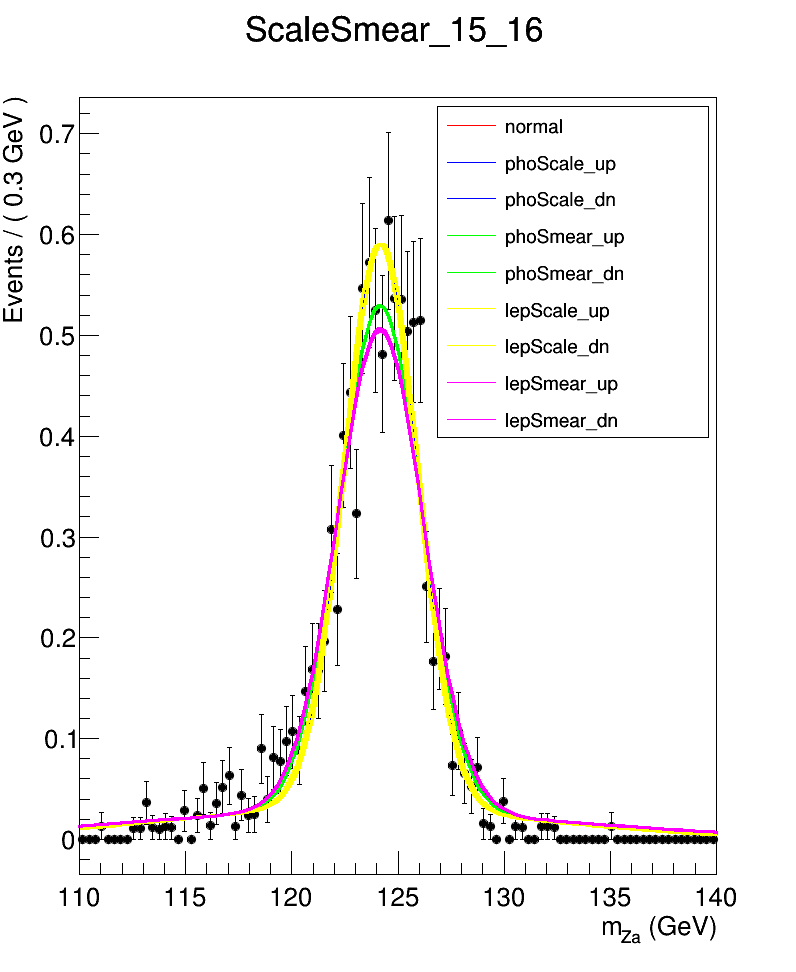 ScaleSmear_15_16
Events / ( 0.3 GeV )
0.7
0.6
0.5
0.4
0.3
0.2
0.1
0
normal
phoScale_up
phoScale_dn
phoSmear_up
phoSmear_dn
lepScale_up
lepScale_dn
lepSmear_up
lepSmear_dn
110 115 120 125 130 135 140
mZa (GeV)